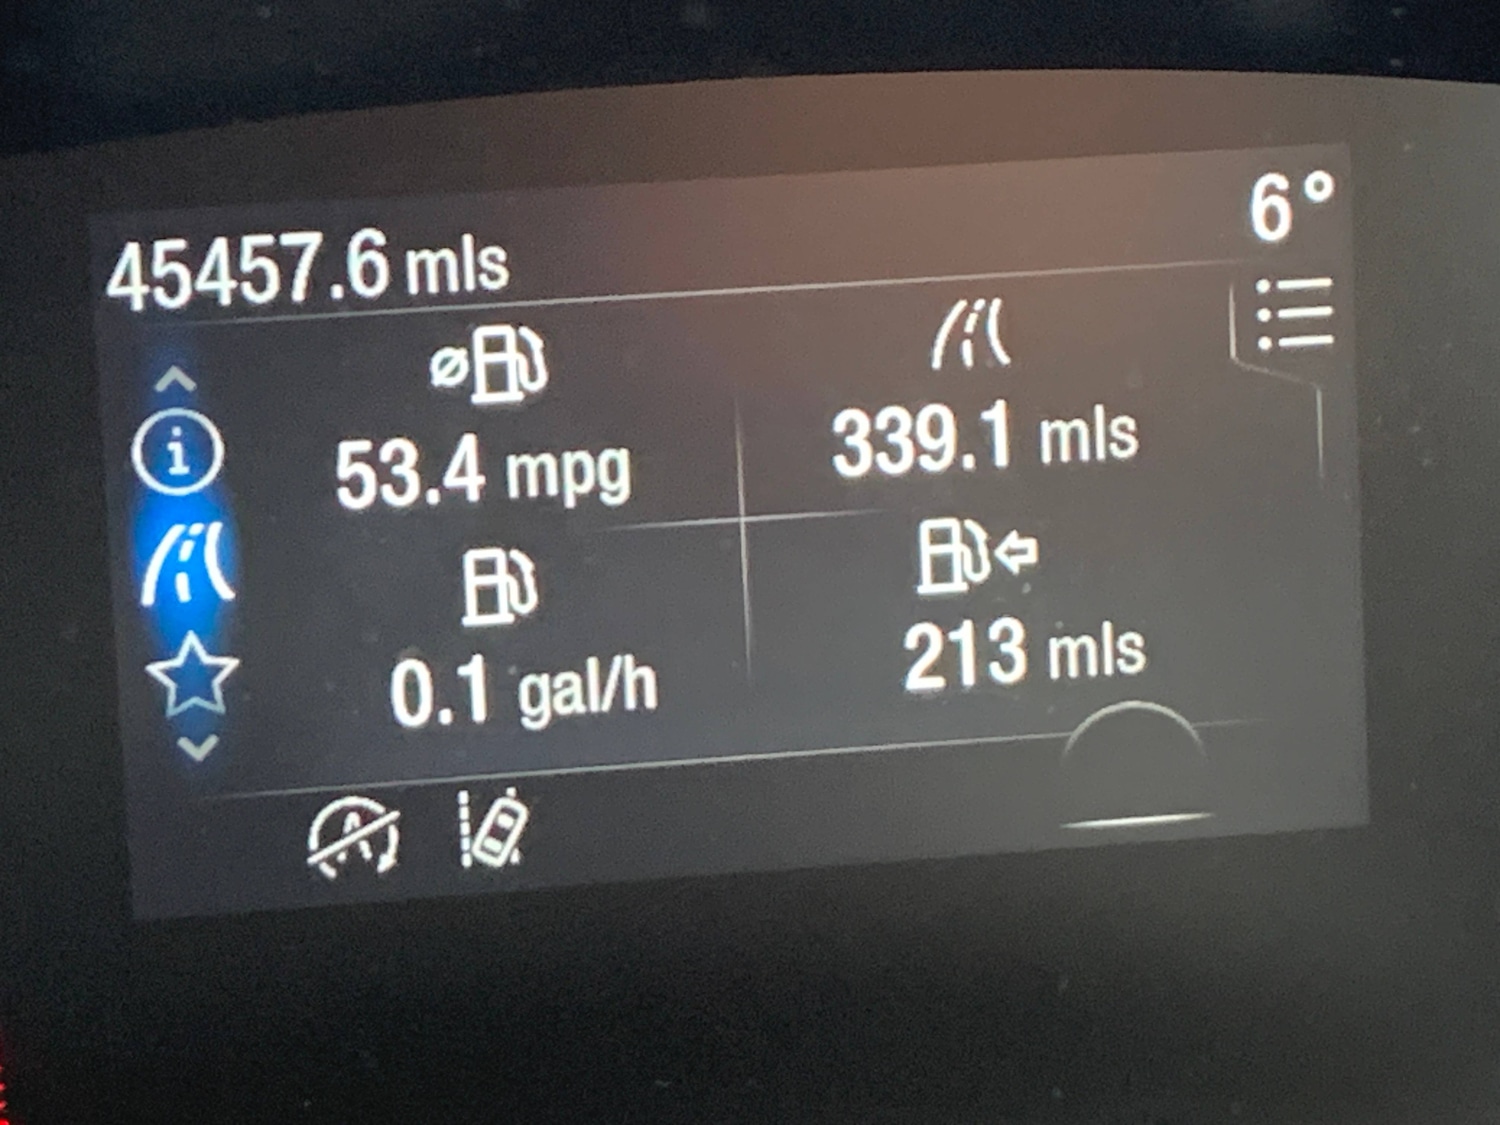 6°
45457.6 mls
53.4 mpg
339.1 mls
0.1 gal/h
213 mls